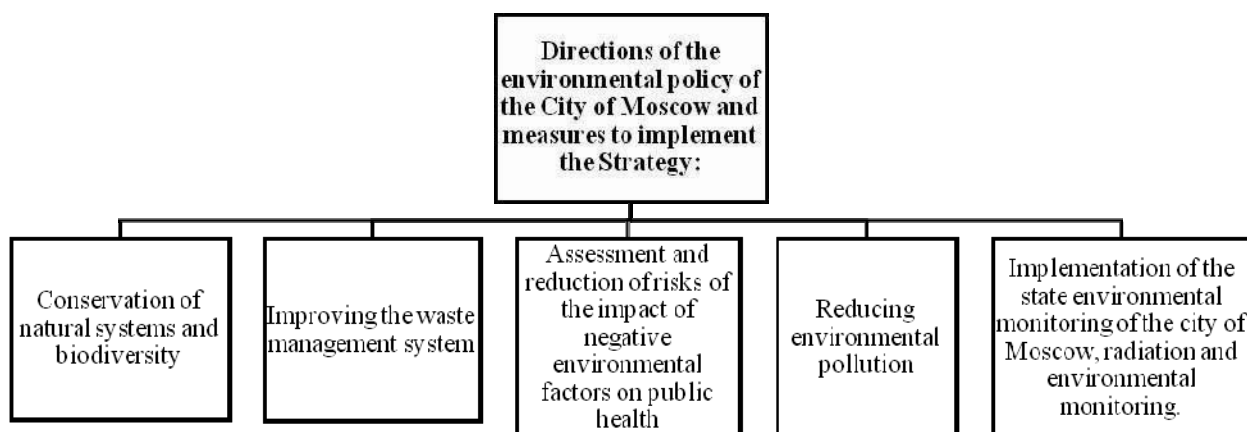 Directions of the
environmental policy of
the City of Moscow and
measures to implement
the Strategy:
Conservation of
natural systems and
biodiversity
Improving the waste
management system
Assessment and
reduction of risks of
the impact of
negative
environmental
factors on public
health
Reducing
environmental
pollution
Implementation of the
state environmental
monitoring of the city of
Moscow, radiation and
environmental
monitoring.